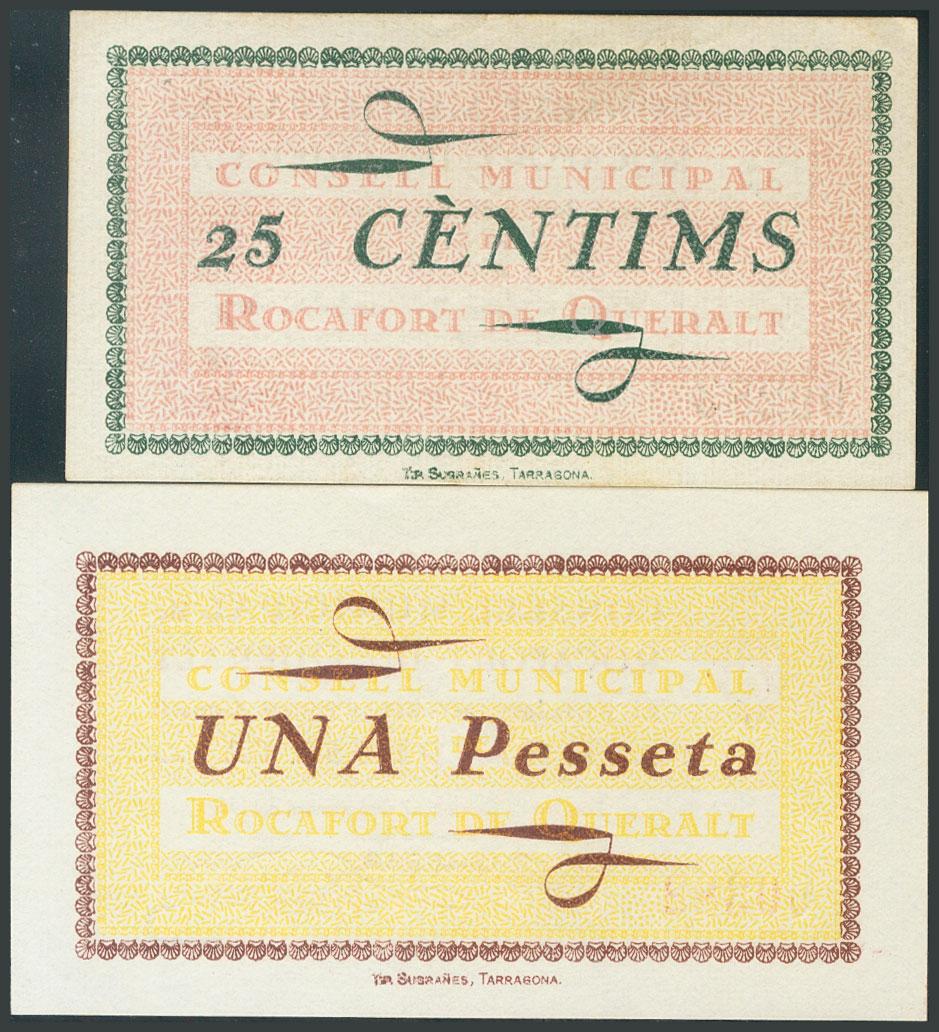 CONSELL MUNICIPAL
25 CÈNTIMS
ROCAFORT DE QUERALT
TIP. SUGRAÑES, TARRAGONA.
CONSELL MUNICIPAL
UNA Pesseta
ROCAFORT DE QUERALT
TIP. SUGRAÑES, TARRAGONA.